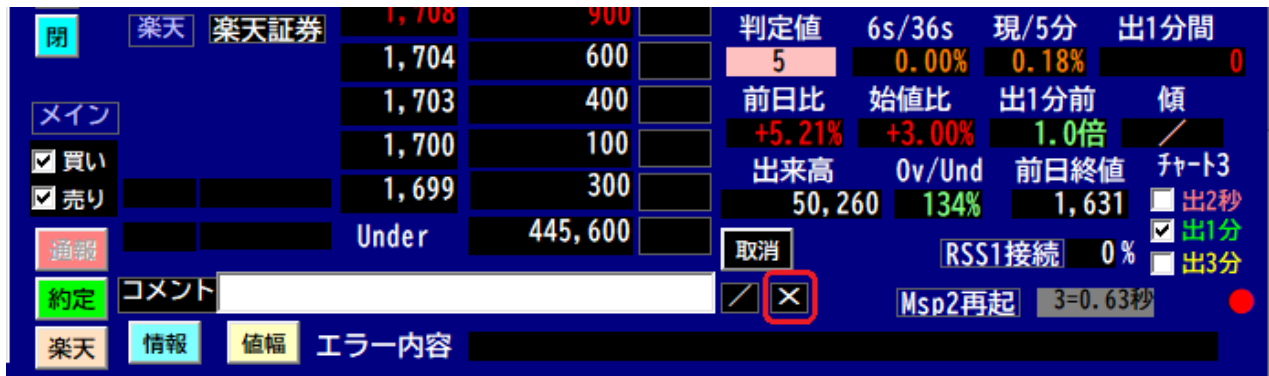 閉 楽天 楽天証券 1,708 900 判定値 6s/36s 現/5分 出1分間
1,704 600 5 0.00% 0.18% 0
メイン 1,703 400 前日比 始値比 出1分前 傾
買い 1,700 100 +5.21% +3.00% 1.0倍 ／
売り 1,699 300 出来高 Ov/Und 前日終値 チャート3
50,260 134% 1,631 出2秒
通報 Under 445,600 取消 RSS1接続 0% 出1分
出3分
約定 コメント ／ × Msp2再起 3=0.63秒
楽天 情報 値幅 エラー内容